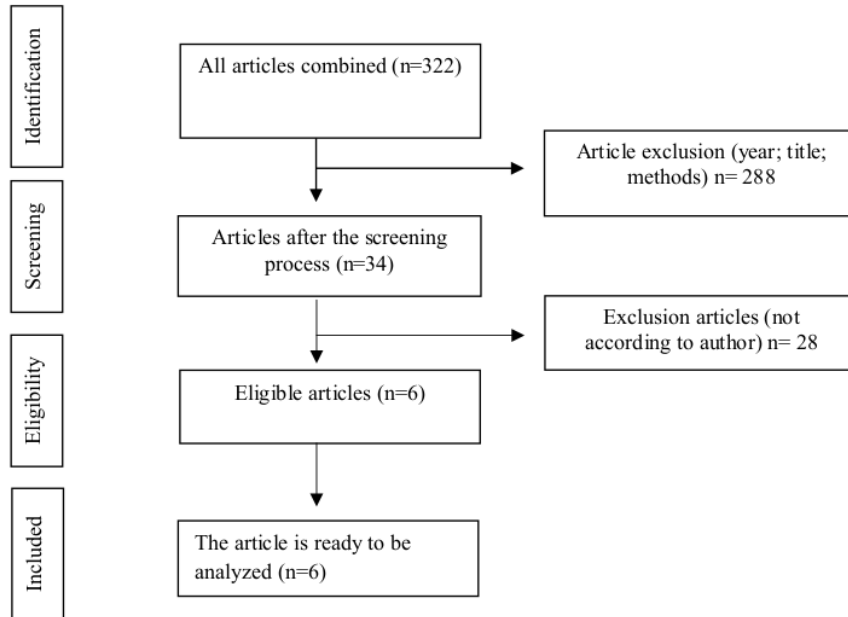 Identification
All articles combined (n=322)
Article exclusion (year; title;
methods) n= 288
Screening
Articles after the screening
process (n=34)
Exclusion articles (not
according to author) n= 28
Eligibility
Eligible articles (n=6)
Included
The article is ready to be
analyzed (n=6)